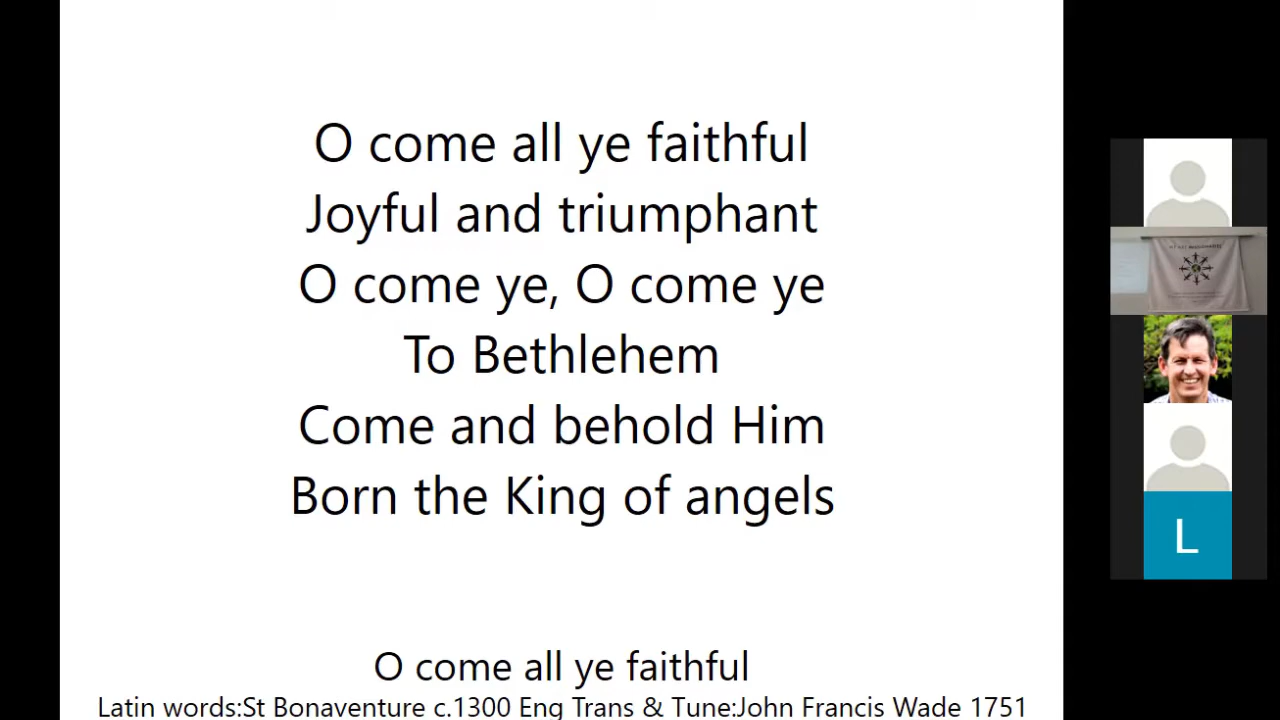 O come all ye faithful
Joyful and triumphant
O come ye, O come ye
To Bethlehem
Come and behold Him
Born the King of angels
O come all ye faithful
Latin words:St Bonaventure c.1300 Eng Trans & Tune:John Francis Wade 1751
L